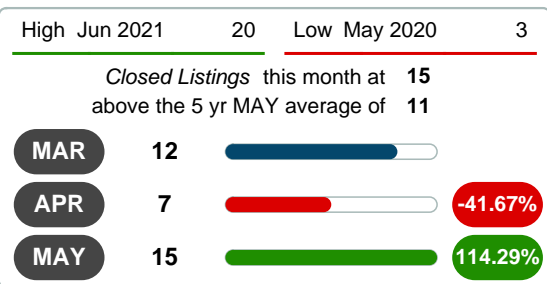 High Jun 2021 20 Low May 2020 3
Closed Listings this month at 15
above the 5 yr MAY average of 11
MAR 12
APR 7 -41.67%
MAY 15 114.29%